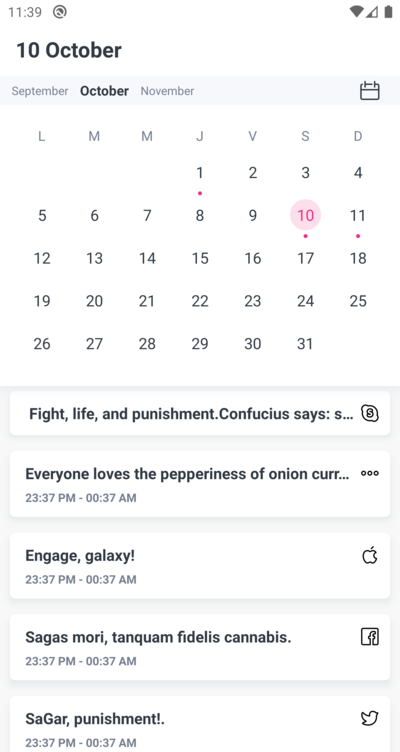 11:39
10 October
September October November
L M M J V S D
1 2 3 4
5 6 7 8 9 10 11
12 13 14 15 16 17 18
19 20 21 22 23 24 25
26 27 28 29 30 31
Fight, life, and punishment.Confucius says: s...
Everyone loves the pepperiness of onion curr...
23:37 PM - 00:37 AM
Engage, galaxy!
23:37 PM - 00:37 AM
Sagas mori, tanquam fidelis cannabis.
23:37 PM - 00:37 AM
SaGar, punishment!.
23:37 PM - 00:37 AM